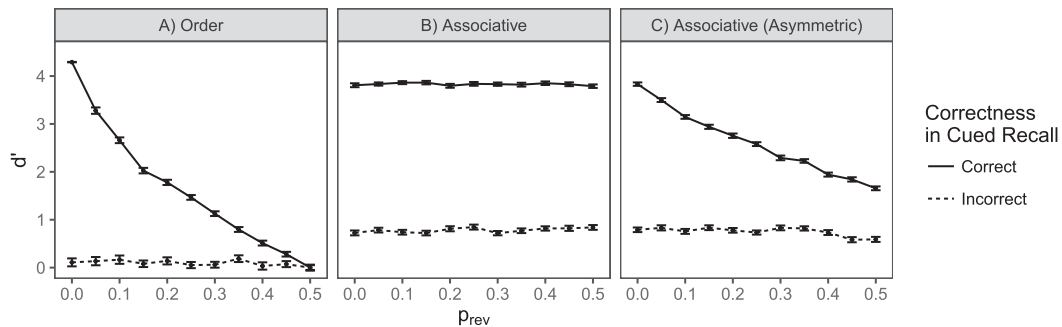 A) Order
B) Associative
C) Associative (Asymmetric)
d'
4
3
2
1
0
0.0 0.1 0.2 0.3 0.4 0.5
0.0 0.1 0.2 0.3 0.4 0.5
0.0 0.1 0.2 0.3 0.4 0.5
prev
Correctness
in Cued Recall
Correct
Incorrect